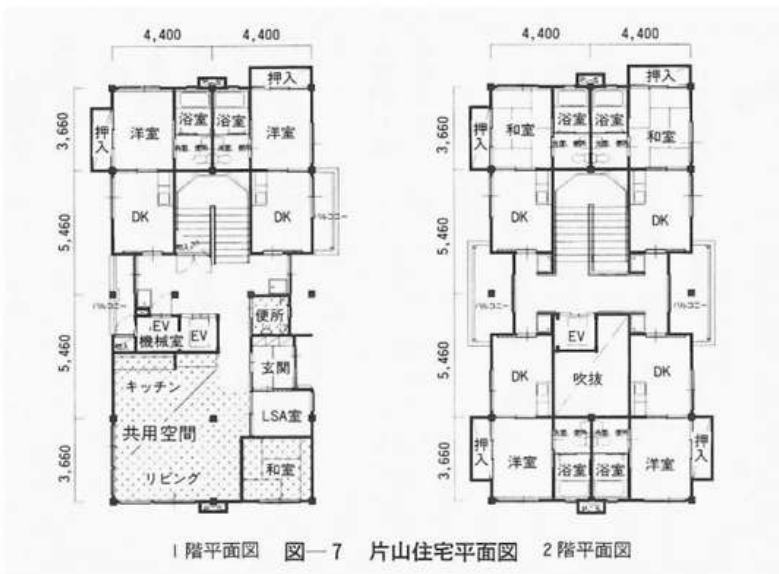 4,400 4,400
押入
押入
洋室
浴室
浴室
洋室
3,660
DK
DK
バルコニー
5,460
便所
バルコニー
EV
機械室
EV
玄関
5,460
キッチン
LSA室
共用空間
3,660
リビング
和室
1階平面図
4,400 4,400
押入
押入
和室
浴室
浴室
和室
3,660
DK
DK
5,460
バルコニー
バルコニー
EV
5,460
DK
吹抜
DK
3,660
押入
洋室
浴室
浴室
洋室
押入
図—7 片山住宅平面図
2階平面図